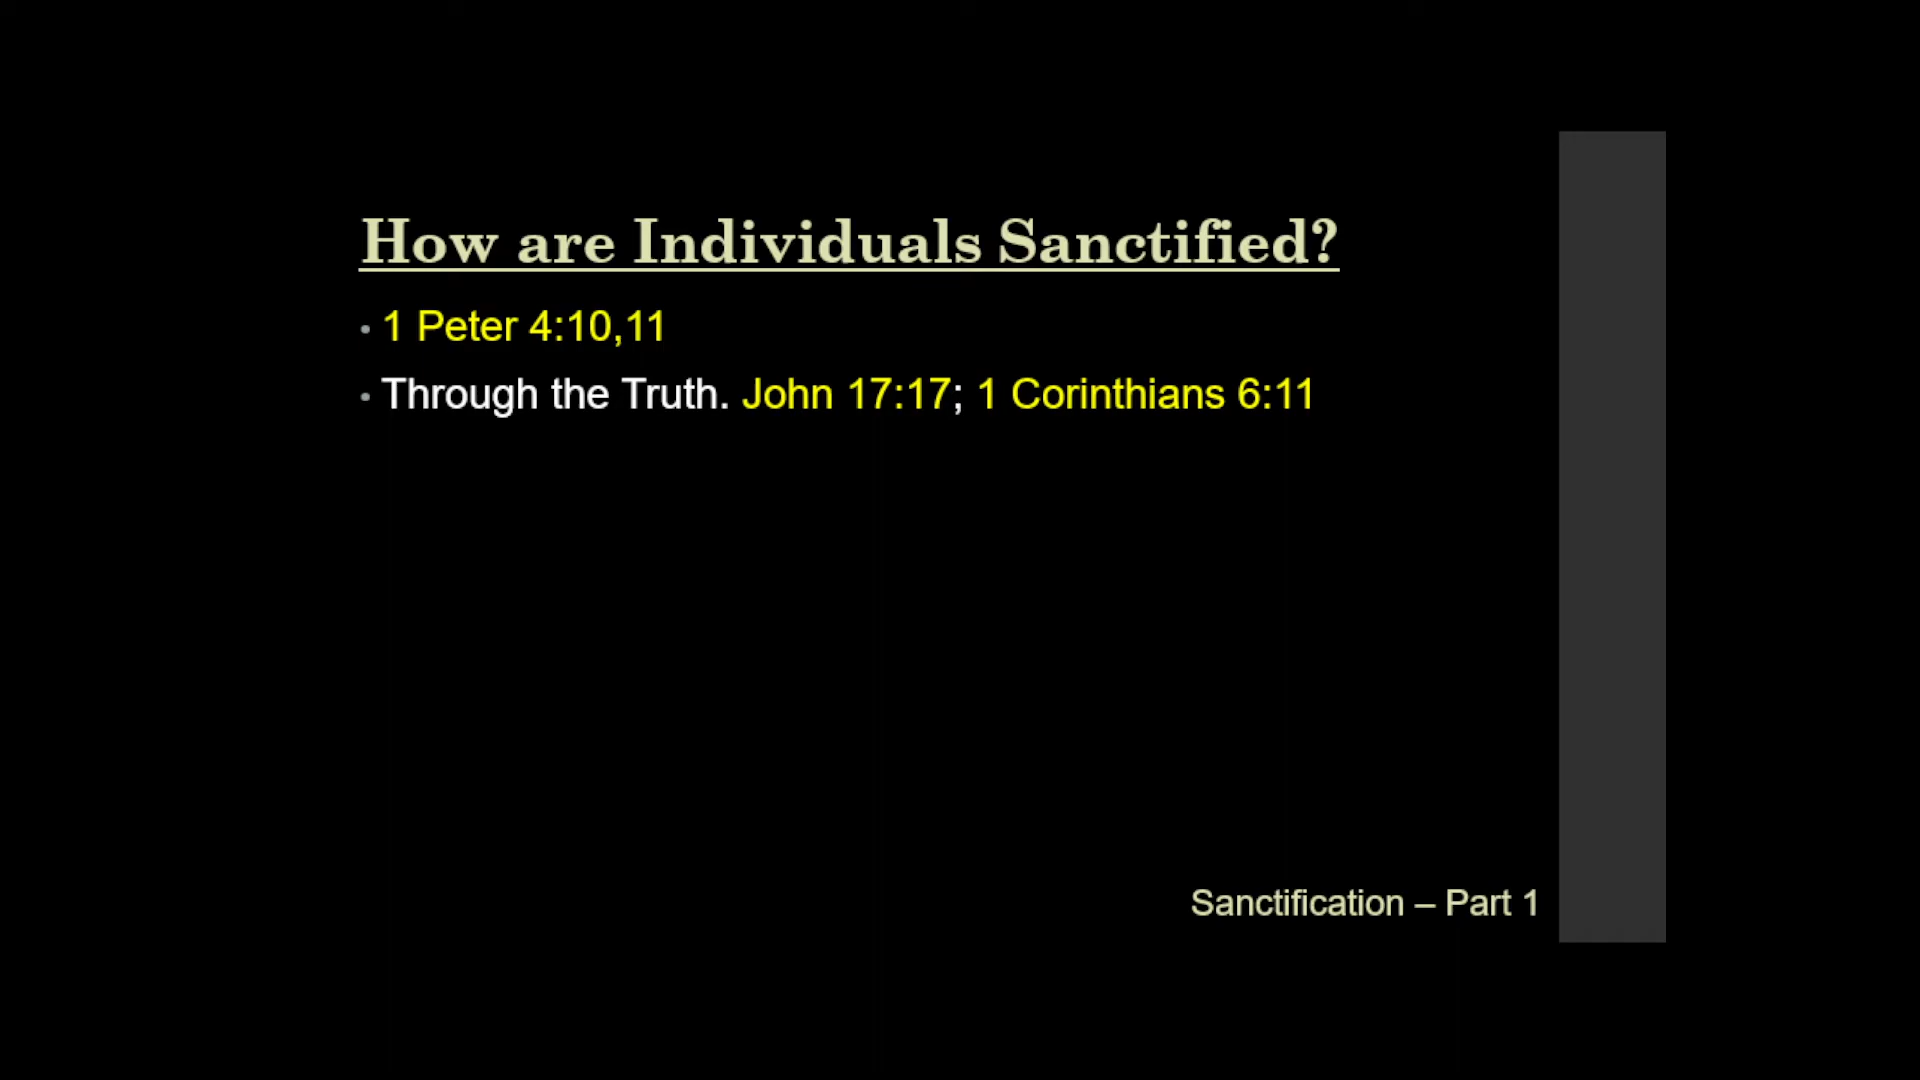 How are Individuals Sanctified?
• 1 Peter 4:10,11
• Through the Truth. John 17:17; 1 Corinthians 6:11
Sanctification – Part 1